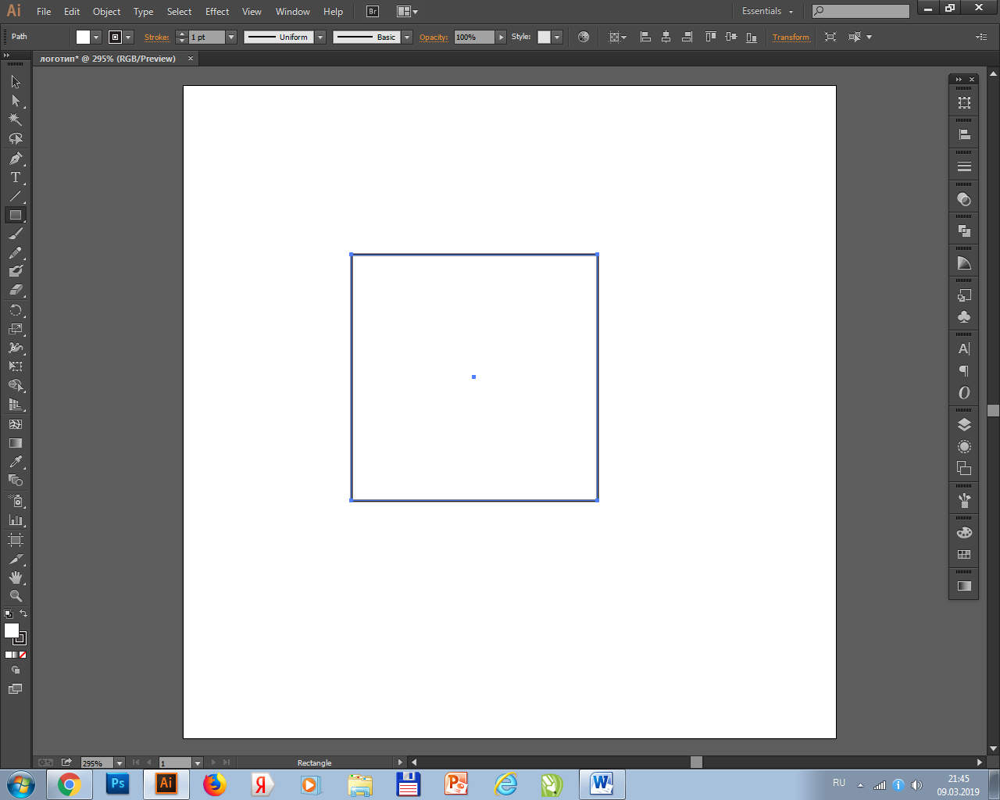 Ai File Edit Object Type Select Effect View Window Help Br Essentials
Path Stroke: 1 pt Uniform Basic Opacity: 100% Style: Transform
логотип* @ 295% (RGB/Preview)
295% 1 Rectangle
Ps Ai Я P W
RU 21:45
09.03.2019